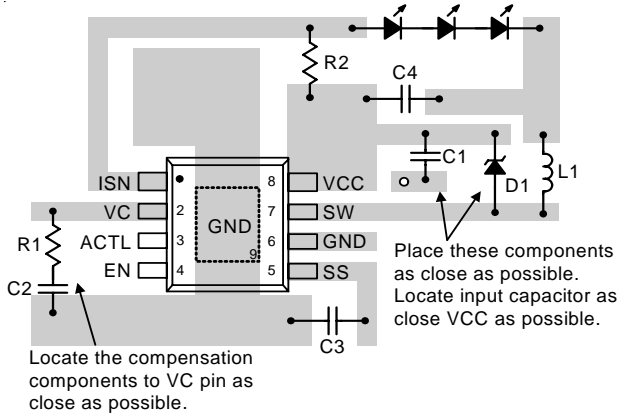 R2
C4
ISN
VC
ACTL
EN
2
3
4
GND
9
8
7
6
5
VCC
SW
GND
SS
C1
D1
L1
R1
C2
C3
Place these components
as close as possible.
Locate input capacitor as
close VCC as possible.
Locate the compensation
components to VC pin as
close as possible.